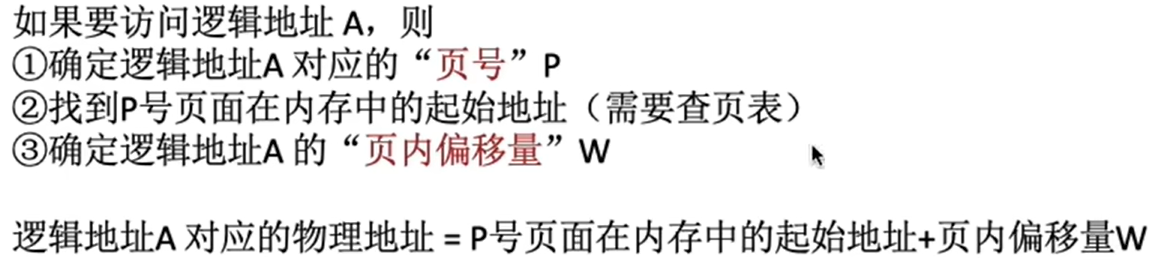 如果要访问逻辑地址 A，则
①确定逻辑地址A 对应的“页号”P
②找到P号页面在内存中的起始地址（需要查页表）
③确定逻辑地址A 的“页内偏移量”W
逻辑地址A 对应的物理地址 = P号页面在内存中的起始地址+页内偏移量W